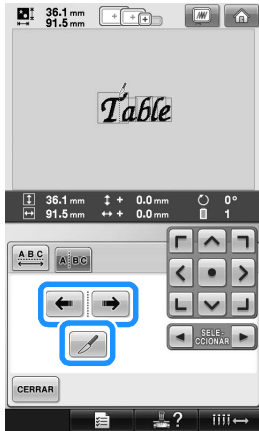 36.1 mm
91.5 mm
Table
36.1 mm + 0.0 mm 0°
91.5 mm + 0.0 mm 1
ABC
A BC
SELE-
CCIONAR
CERRAR
?